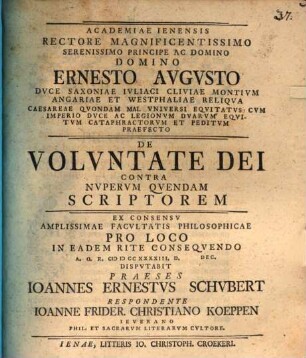 37.
ACADEMIAE IENENSIS
RECTORE MAGNIFICENTISSIMO
SERENISSIMO PRINCIPE AC DOMINO
DOMINO
ERNESTO AVGVSTO
DVCE SAXONIAE IVLIACI CLIVIAE MONTIVM
ANGARIAE ET WESTPHALIAE RELIQVA
CAESAREAE QVONDAM MAI. VNIVERSI EQVITATVS CVM
IMPERIO DVCE AC LEGIONVM DVARVM EQVI-
TVM CATAPHRACTORVM ET PEDITVM
PRAEFECTO
DE
VOLVNTATE DEI
CONTRA
NVPERVM QVENDAM
SCRIPTOREM
EX CONSENSV
AMPLISSIMAE FACVLTATIS PHILOSOPHICAE
PRO LOCO
IN EADEM RITE CONSEQVENDO
A. O. R. CIↃ IↃ CC XXXXIII, D. DEC.
DISPVTABIT
PRAESES
IOANNES ERNESTVS SCHVBERT
RESPONDENTE
IOANNE FRIDER. CHRISTIANO KOEPPEN
IEVERANO
PHIL. ET SACRARVM LITERARVM CVLTORE.
IENAE, LITTERIS IO. CHRISTOPH. CROEKERI.